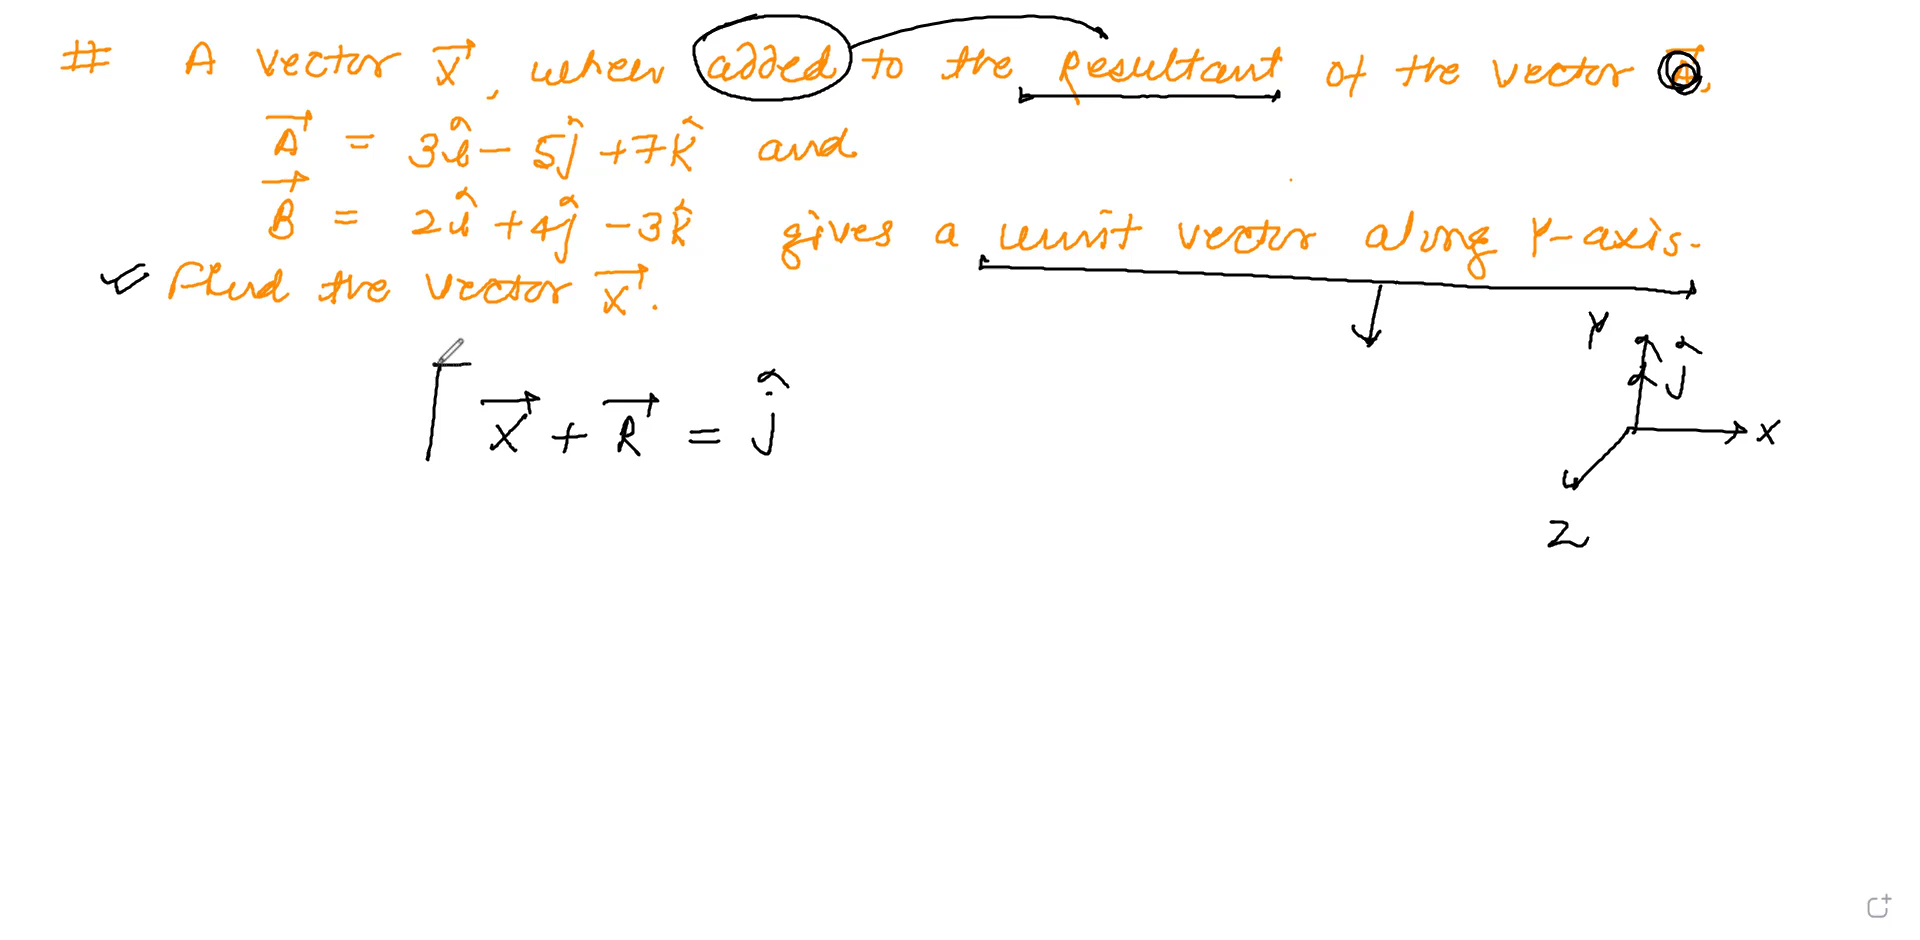 # A vector X⃗, when added to the Resultant of the vector
A⃗ = 3î - 5ĵ + 7k̂ and
B⃗ = 2î + 4ĵ - 3k̂ gives a unit vector along Y-axis.
Find the vector X⃗.
X⃗ + R⃗ = ĵ
Y
ĵ
X
Z